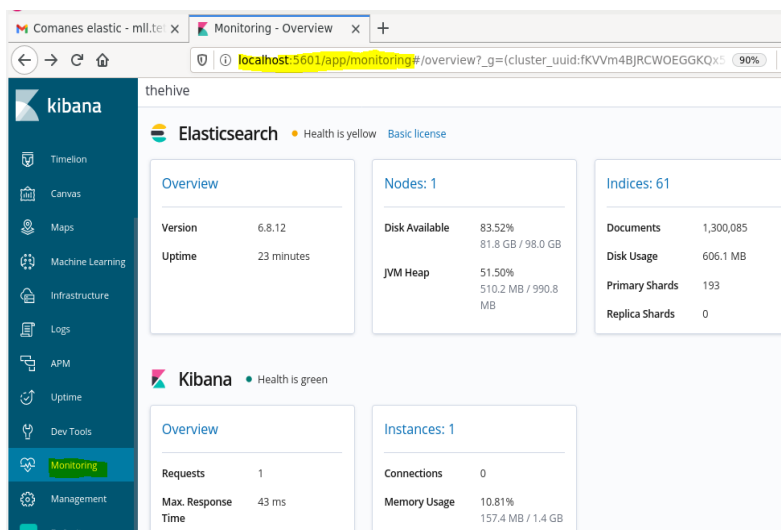 Comanes elastic - mll.tet
Monitoring - Overview
localhost:5601/app/monitoring#/overview?_g=(cluster_uuid:fKVVm4BJRCWOEGGKQx5
90%
kibana
thehive
Timelion
Canvas
Maps
Machine Learning
Infrastructure
Logs
APM
Uptime
Dev Tools
Monitoring
Management
Elasticsearch Health is yellow Basic license
Overview
Version 6.8.12
Uptime 23 minutes
Nodes: 1
Disk Available 83.52%
81.8 GB / 98.0 GB
JVM Heap 51.50%
510.2 MB / 990.8
MB
Indices: 61
Documents 1,300,085
Disk Usage 606.1 MB
Primary Shards 193
Replica Shards 0
Kibana Health is green
Overview
Requests 1
Max. Response 43 ms
Time
Instances: 1
Connections 0
Memory Usage 10.81%
157.4 MB / 1.4 GB